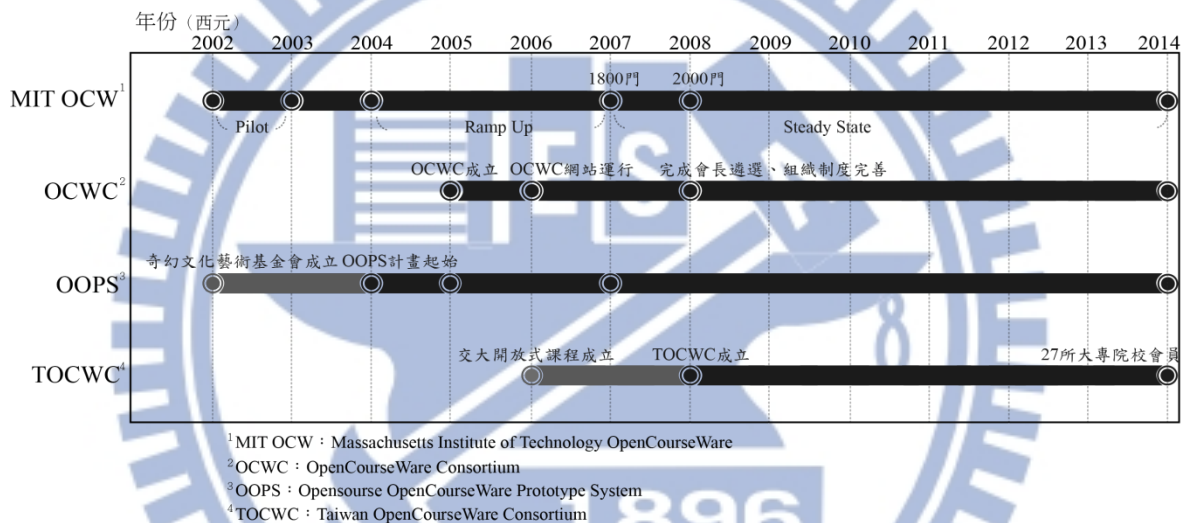 年份（西元）
2002 2003 2004 2005 2006 2007 2008 2009 2010 2011 2012 2013 2014
1800門 2000門
MIT OCW¹
Pilot Ramp Up Steady State
OCWC成立 OCWC網站運行 完成會長遴選、組織制度完善
OCWC²
奇幻文化藝術基金會成立 OOPS計畫起始
OOPS³
交大開放式課程成立 TOCWC成立 27所大專院校會員
TOCWC⁴
¹ MIT OCW：Massachusetts Institute of Technology OpenCourseWare
² OCWC：OpenCourseWare Consortium
³ OOPS：Opensourse OpenCourseWare Prototype System
⁴ TOCWC：Taiwan OpenCourseWare Consortium
ES
8
1896